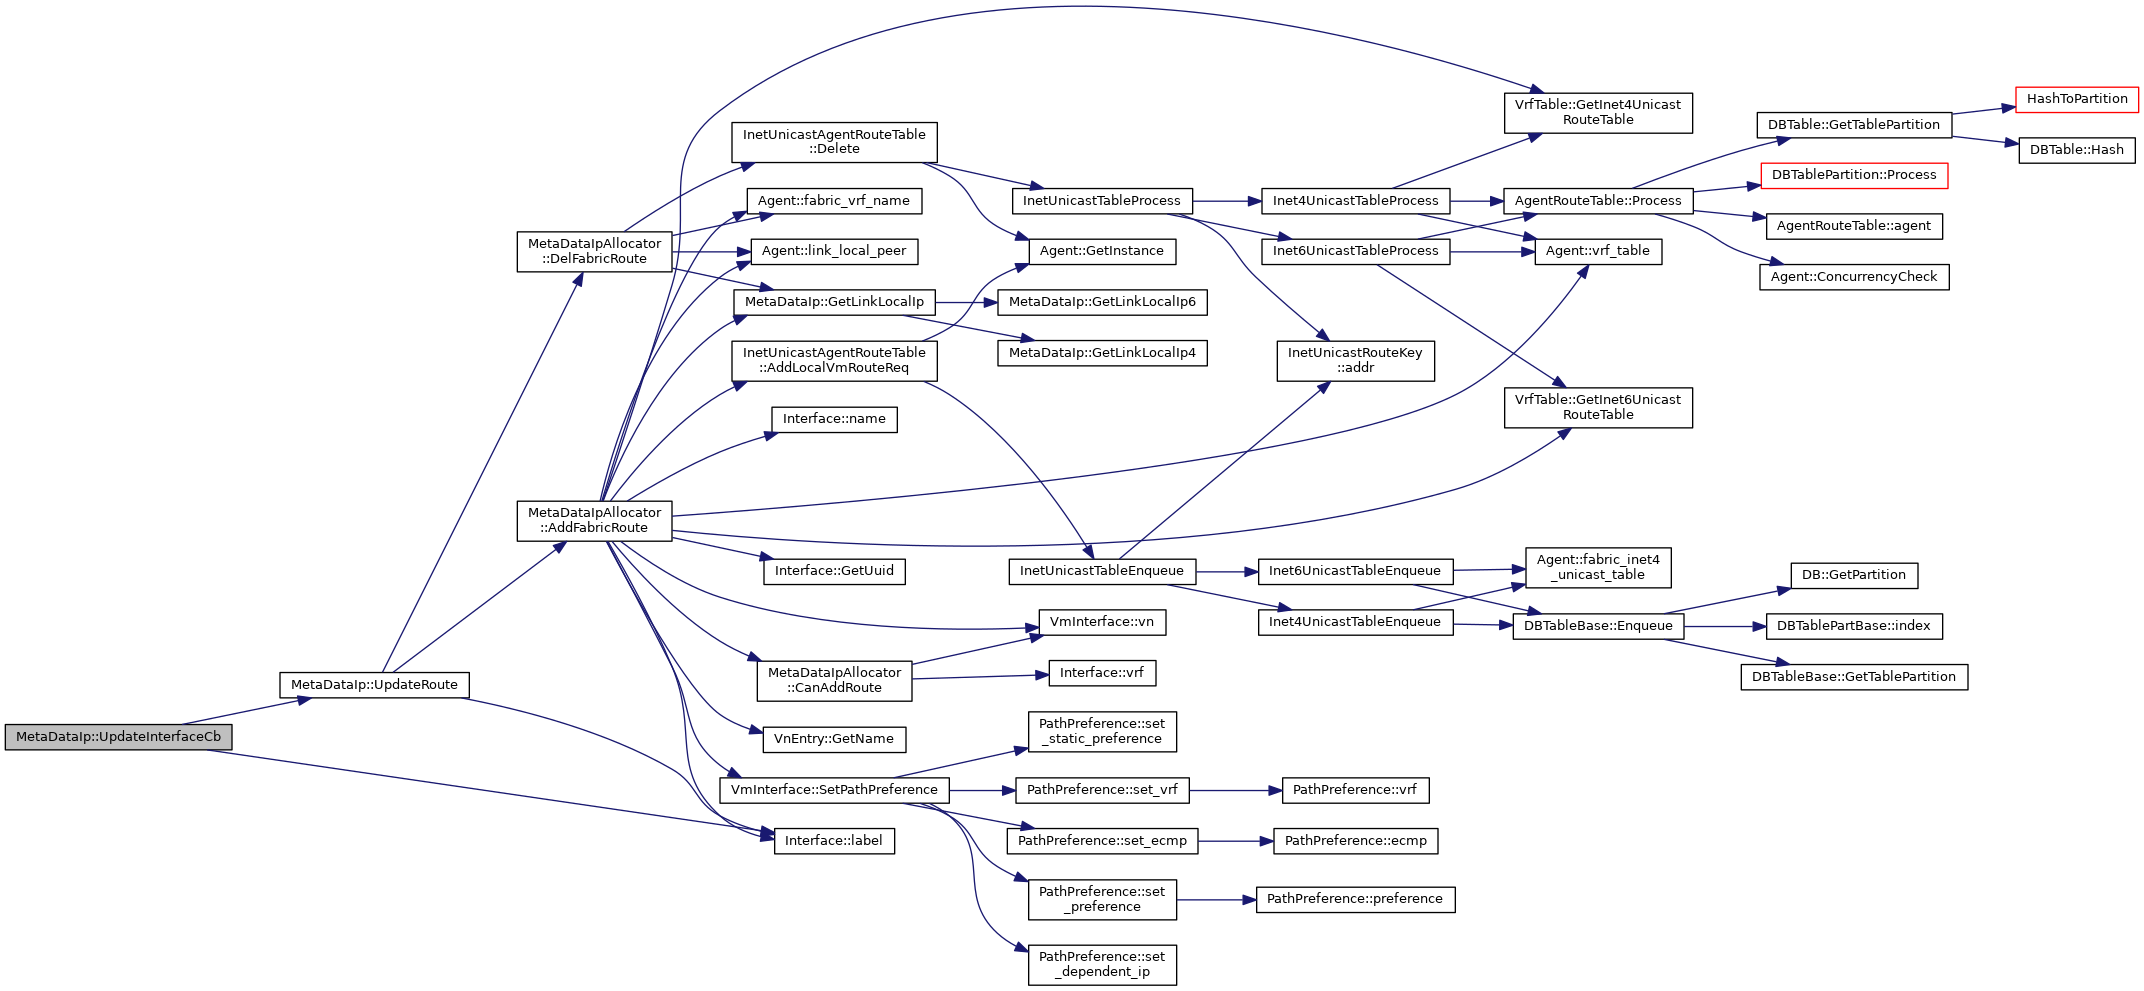 MetaDataIp::UpdateInterfaceCb
MetaDataIp::UpdateRoute
MetaDataIpAllocator
::DelFabricRoute
MetaDataIpAllocator
::AddFabricRoute
InetUnicastAgentRouteTable
::Delete
Agent::fabric_vrf_name
Agent::link_local_peer
MetaDataIp::GetLinkLocalIp
InetUnicastAgentRouteTable
::AddLocalVmRouteReq
Interface::name
Interface::GetUuid
MetaDataIpAllocator
::CanAddRoute
VnEntry::GetName
VmInterface::SetPathPreference
Interface::label
InetUnicastTableProcess
Agent::GetInstance
MetaDataIp::GetLinkLocalIp6
MetaDataIp::GetLinkLocalIp4
InetUnicastTableEnqueue
VmInterface::vn
Interface::vrf
PathPreference::set
_static_preference
PathPreference::set_vrf
PathPreference::set_ecmp
PathPreference::set
_preference
PathPreference::set
_dependent_ip
Inet4UnicastTableProcess
Inet6UnicastTableProcess
InetUnicastRouteKey
::addr
Inet6UnicastTableEnqueue
Inet4UnicastTableEnqueue
PathPreference::vrf
PathPreference::ecmp
PathPreference::preference
VrfTable::GetInet4Unicast
RouteTable
AgentRouteTable::Process
Agent::vrf_table
VrfTable::GetInet6Unicast
RouteTable
Agent::fabric_inet4
_unicast_table
DBTableBase::Enqueue
DBTable::GetTablePartition
DBTablePartition::Process
AgentRouteTable::agent
Agent::ConcurrencyCheck
DB::GetPartition
DBTablePartBase::index
DBTableBase::GetTablePartition
HashToPartition
DBTable::Hash